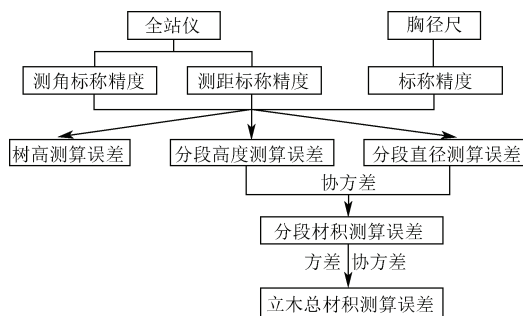 全站仪 胸径尺
测角标称精度 测距标称精度 标称精度
树高测算误差 分段高度测算误差 分段直径测算误差
协方差
分段材积测算误差
方差 协方差
立木总材积测算误差